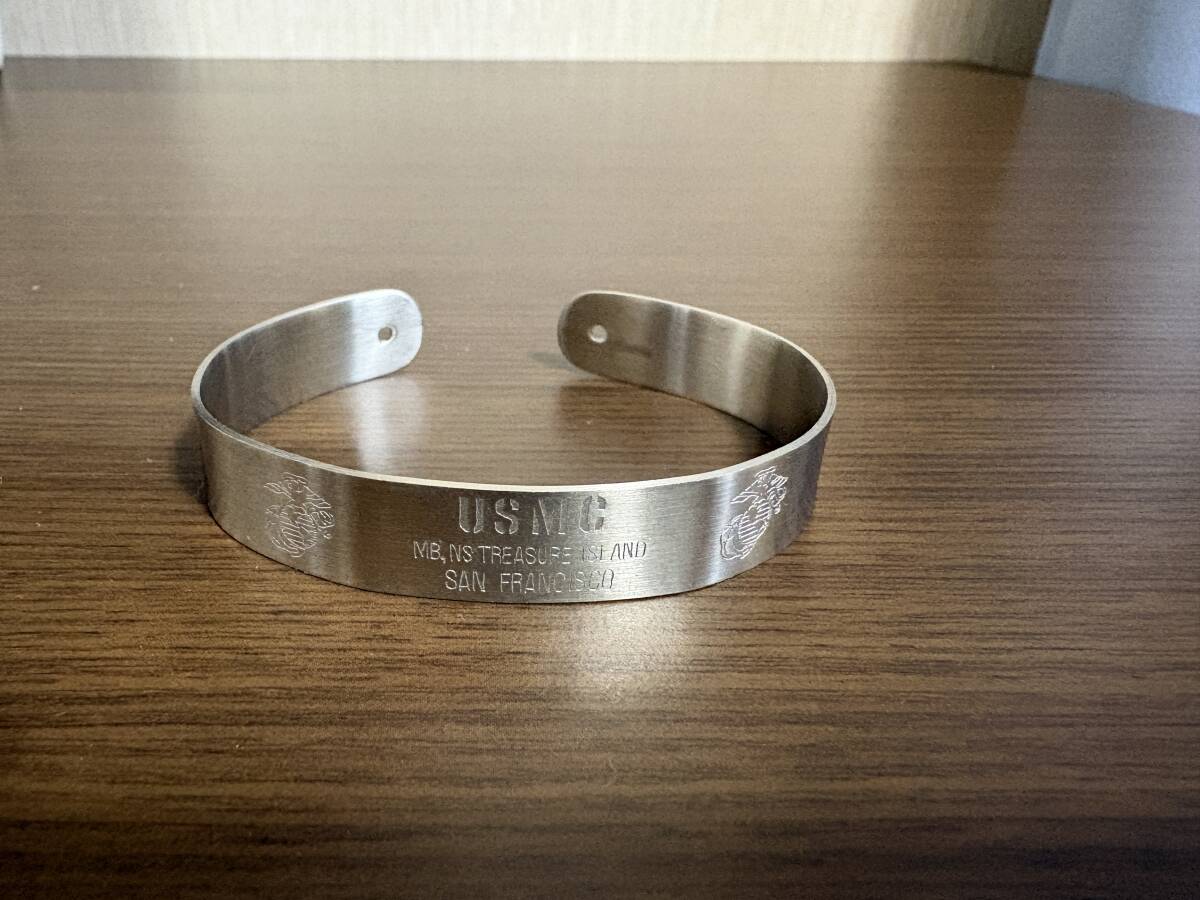 USMC
MB, NS TREASURE ISLAND
SAN FRANCISCO